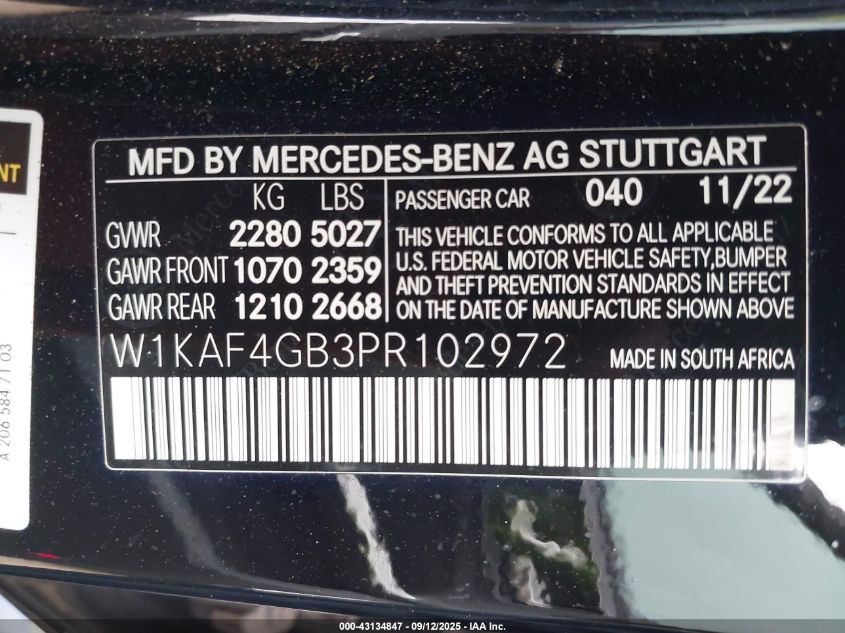 MFD BY MERCEDES-BENZ AG STUTTGART
KG LBS
GVWR 2280 5027
GAWR FRONT 1070 2359
GAWR REAR 1210 2668
PASSENGER CAR 040 11/22
THIS VEHICLE CONFORMS TO ALL APPLICABLE
U.S. FEDERAL MOTOR VEHICLE SAFETY, BUMPER
AND THEFT PREVENTION STANDARDS IN EFFECT
ON THE DATE OF MANUFACTURE SHOWN ABOVE
W1KAF4GB3PR102972 MADE IN SOUTH AFRICA
A 206 584 71 03
000-43134847 - 09/12/2025 - IAA Inc.